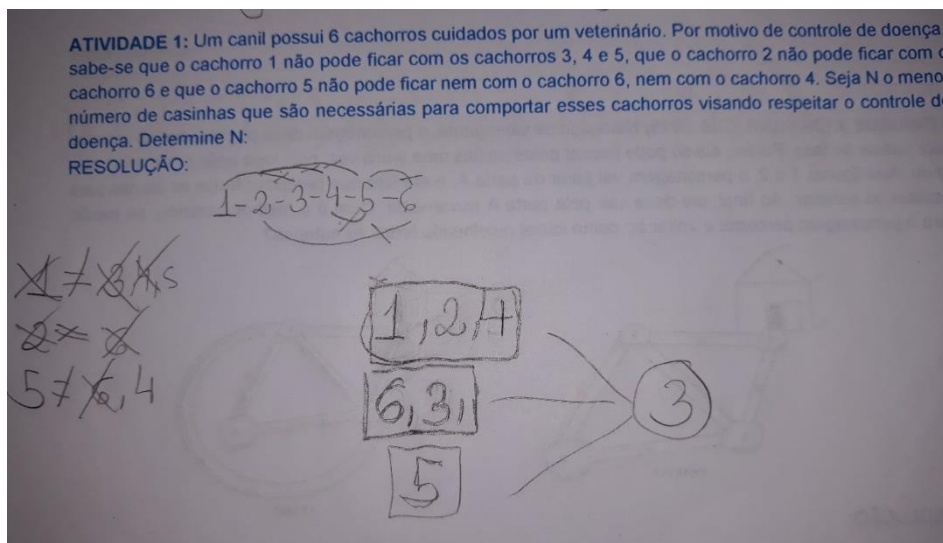 ATIVIDADE 1: Um canil possui 6 cachorros cuidados por um veterinário. Por motivo de controle de doença
sabe-se que o cachorro 1 não pode ficar com os cachorros 3, 4 e 5, que o cachorro 2 não pode ficar com
cachorro 6 e que o cachorro 5 não pode ficar nem com o cachorro 6, nem com o cachorro 4. Seja N o meno
número de casinhas que são necessárias para comportar esses cachorros visando respeitar o controle d
doença. Determine N:
RESOLUÇÃO:
1-2-3-4-5-6
1≠3,4,5
2≠6
5≠6,4
1,2,4
6,3,
5
3